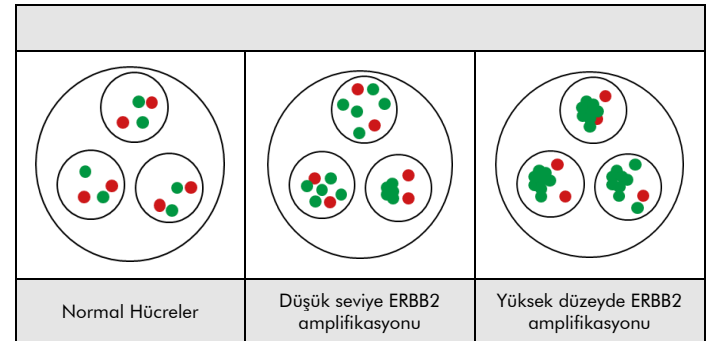 Normal Hücreler
Düşük seviye ERBB2
amplifikasyonu
Yüksek düzeyde ERBB2
amplifikasyonu